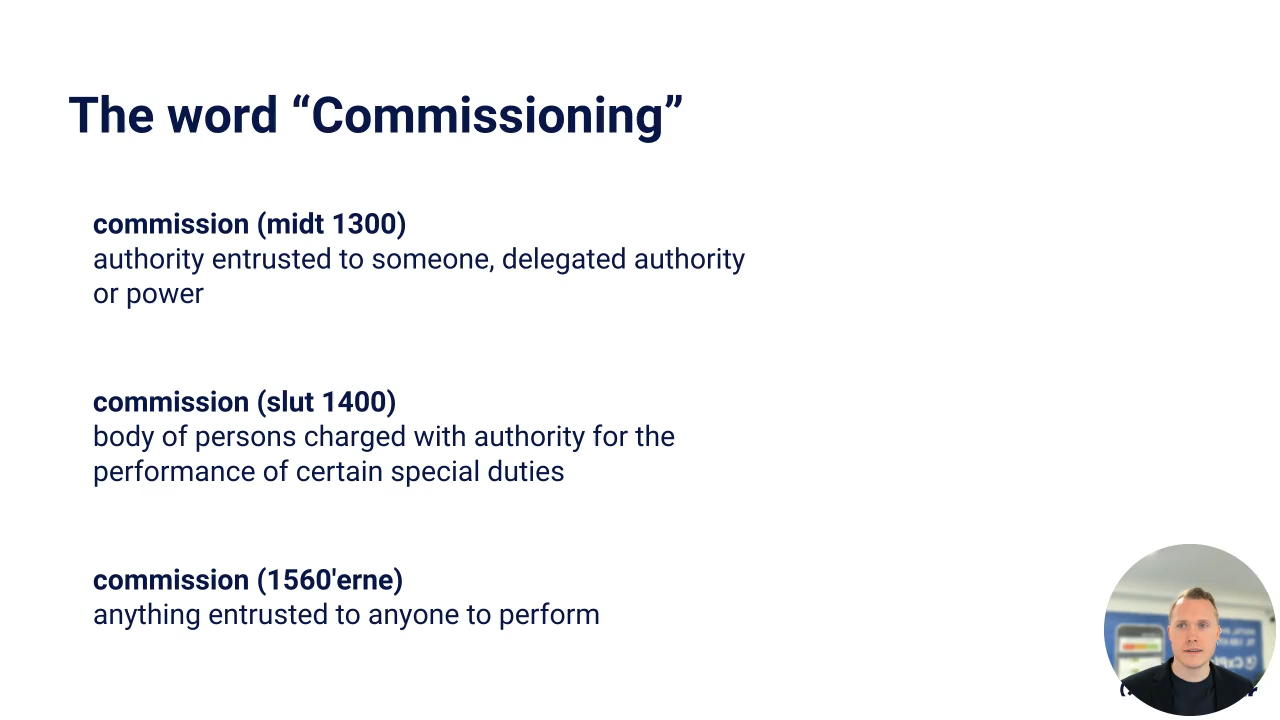 The word “Commissioning”
commission (midt 1300)
authority entrusted to someone, delegated authority
or power
commission (slut 1400)
body of persons charged with authority for the
performance of certain special duties
commission (1560'erne)
anything entrusted to anyone to perform